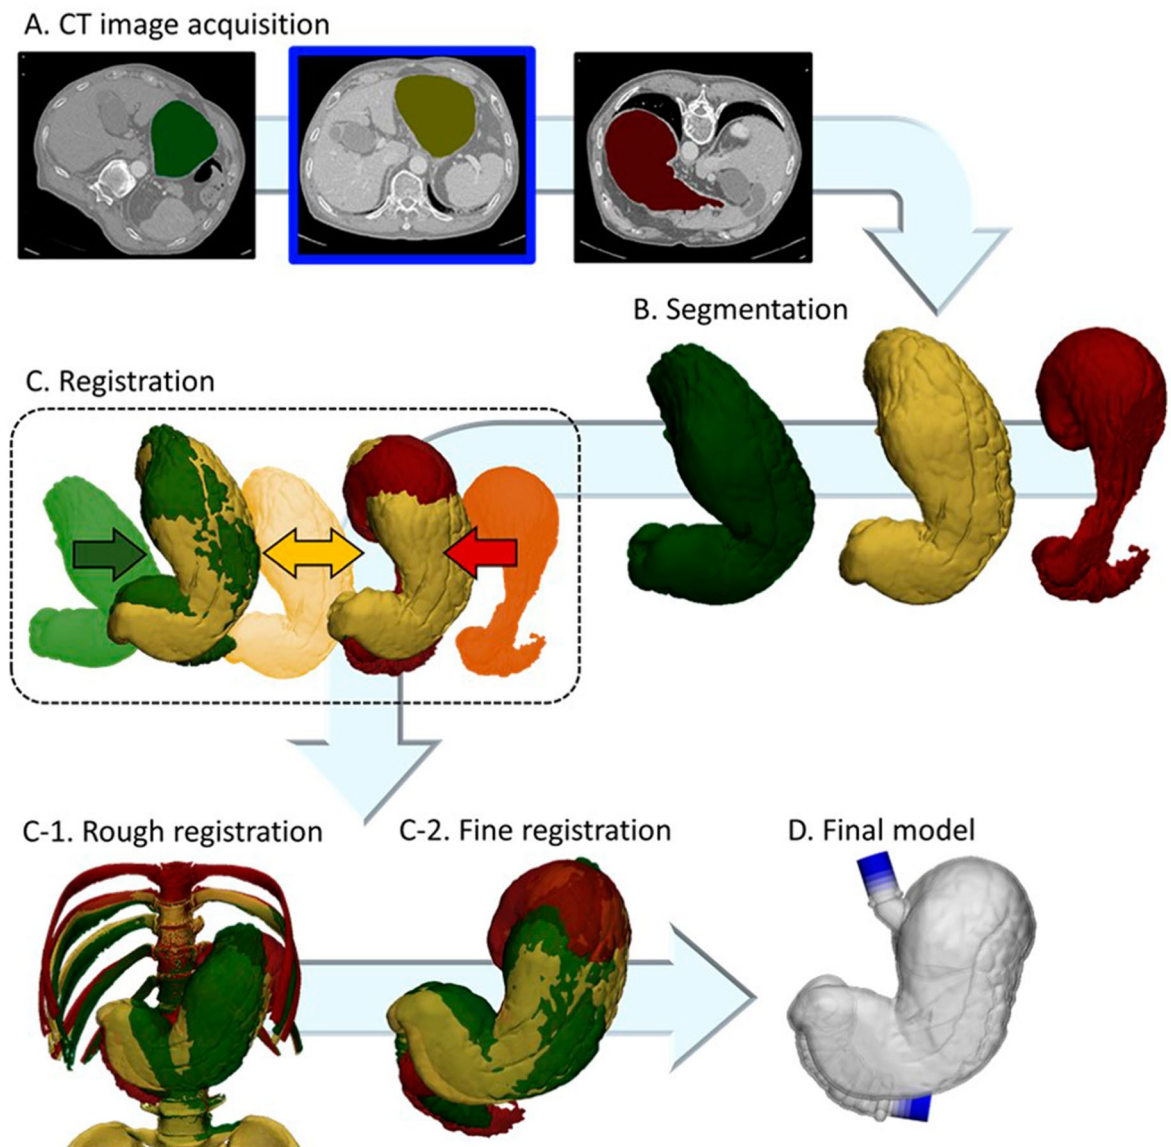 A. CT image acquisition
B. Segmentation
C. Registration
C-1. Rough registration
C-2. Fine registration
D. Final model